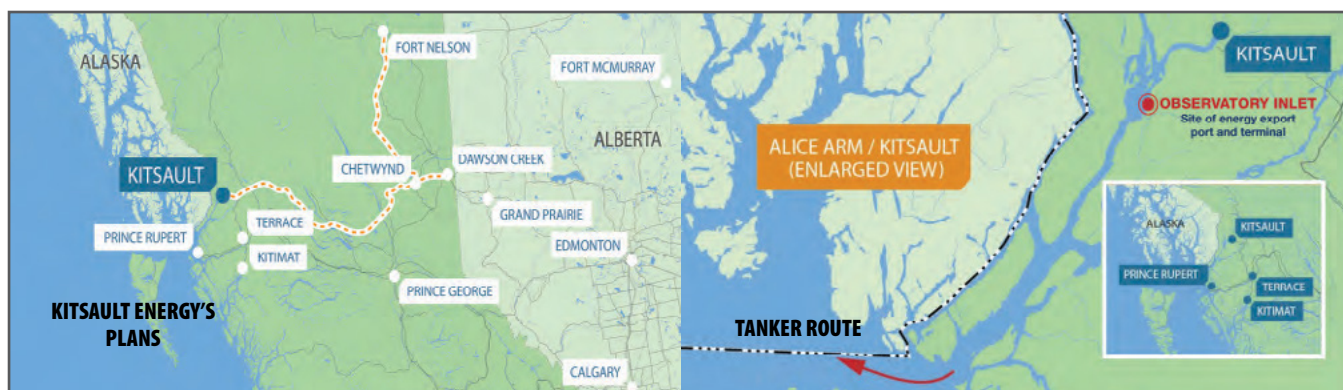 ALASKA
FORT NELSON
FORT MCMURRAY
ALBERTA
CHETWYND
DAWSON CREEK
KITSAULT
GRAND PRAIRIE
TERRACE
PRINCE RUPERT
KITIMAT
EDMONTON
PRINCE GEORGE
KITSAULT ENERGY'S
PLANS
CALGARY
KITSAULT
OBSERVATORY INLET
Site of energy export
port and terminal
ALICE ARM / KITSAULT
(ENLARGED VIEW)
TANKER ROUTE
ALASKA
KITSAULT
PRINCE RUPERT
TERRACE
KITIMAT